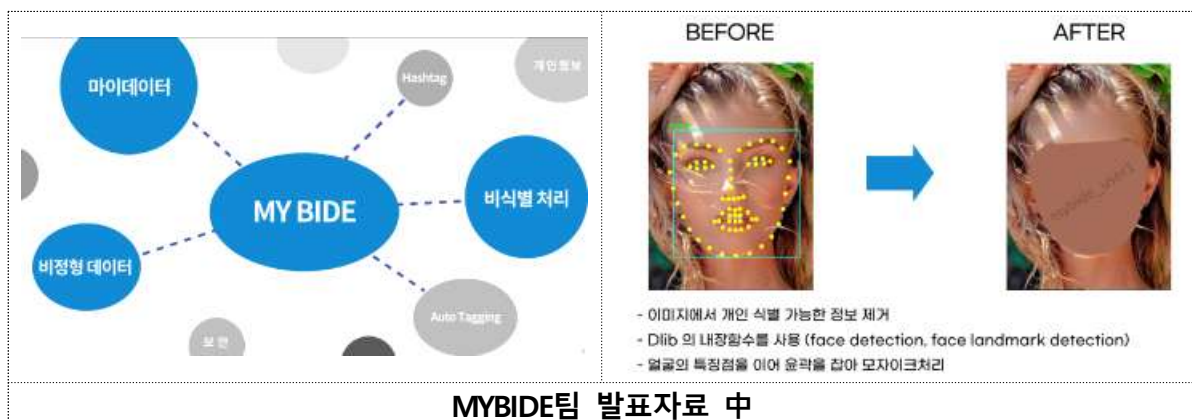 마이데이터
Hashtag
개인정보
MY BIDE
비식별 처리
비정형 데이터
Auto Tagging
보안
BEFORE
AFTER
- 이미지에서 개인 식별 가능한 정보 제거
- Dlib 의 내장함수를 사용 (face detection, face landmark detection)
- 얼굴의 특징점을 이어 윤곽을 잡아 모자이크처리
MYBIDE팀 발표자료 中